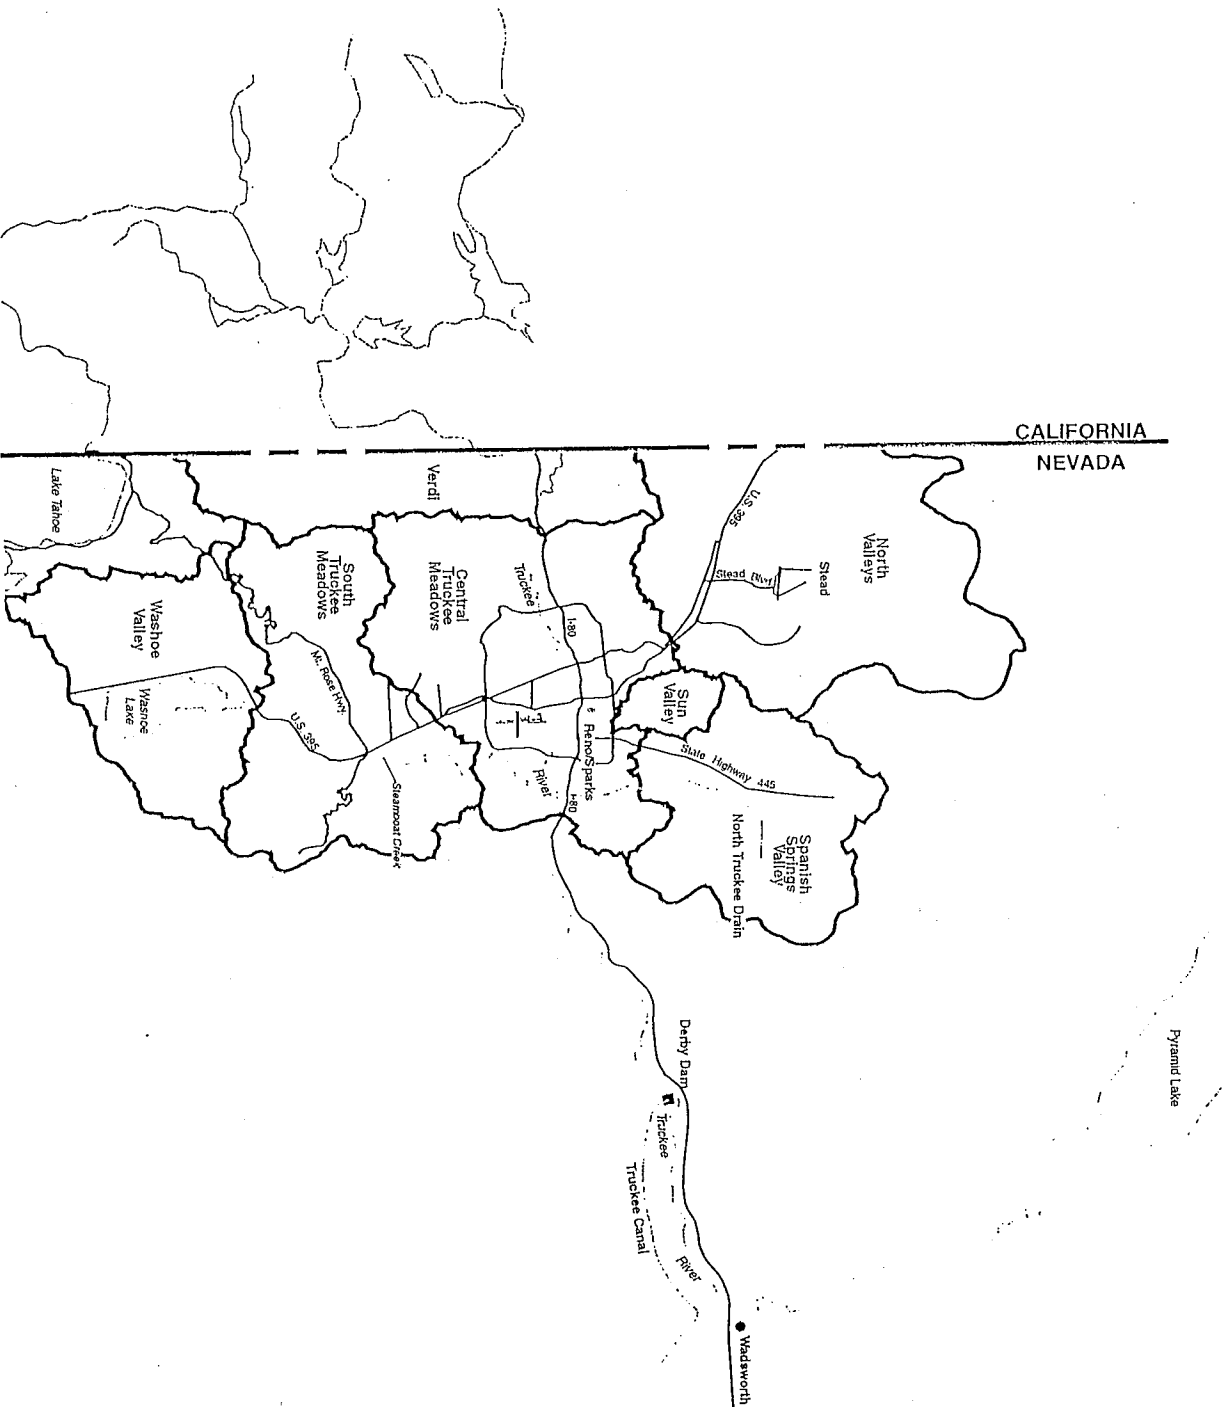 CALIFORNIA
NEVADA
Lake Tahoe
Verdi
U.S. 395
North
Valleys
Stead
Stead Blvd
South
Truckee
Meadows
Central
Truckee
Meadows
Truckee
I-80
Washoe
Valley
Washoe
Lake
Mt. Rose Hwy.
U.S. 395
Sun
Valley
Reno/Sparks
State Highway 445
River
I-80
Steamboat Creek
Spanish
Springs
Valley
North Truckee Drain
Derby Dam
Truckee
Truckee Canal
River
Pyramid Lake
Wadsworth